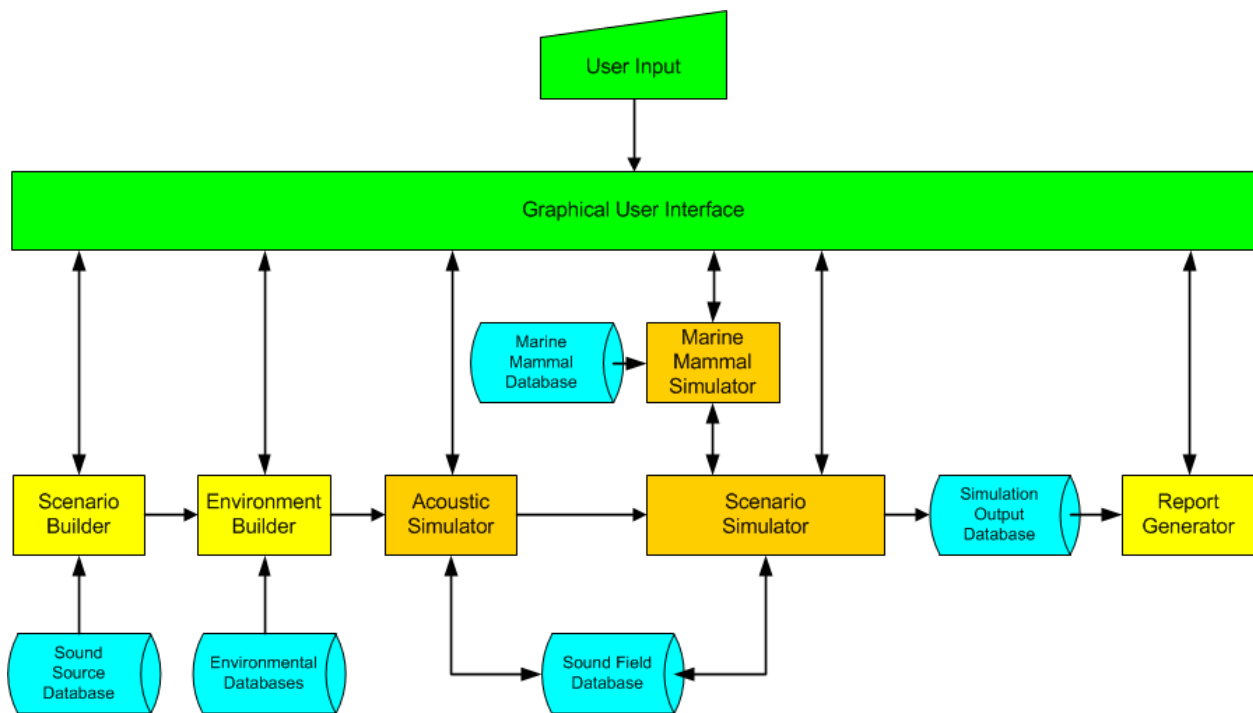 User Input
Graphical User Interface
Marine
Mammal
Database
Marine
Mammal
Simulator
Scenario
Builder
Environment
Builder
Acoustic
Simulator
Scenario
Simulator
Simulation
Output
Database
Report
Generator
Sound
Source
Database
Environmental
Databases
Sound Field
Database